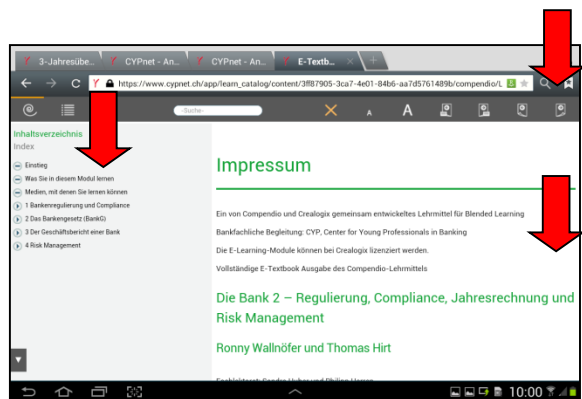 3-Jahresübe...
CYPnet - An...
CYPnet - An...
E-Textb...
https://www.cypnet.ch/app/learn_catalog/content/3ff87905-3ca7-4e01-84b6-aa7d5761489b/compendio/L
-Suche-
A
A
Inhaltsverzeichnis
Index
Einstieg
Was Sie in diesem Modul lernen
Medien, mit denen Sie lernen können
1 Bankenregulierung und Compliance
2 Das Bankengesetz (BankG)
3 Der Geschäftsbericht einer Bank
4 Risk Management
Impressum
Ein von Compendio und Crealogix gemeinsam entwickeltes Lehrmittel für Blended Learning
Bankfachliche Begleitung: CYP, Center for Young Professionals in Banking
Die E-Learning-Module können bei Crealogix lizenziert werden.
Vollständige E-Textbook Ausgabe des Compendio-Lehrmittels
Die Bank 2 – Regulierung, Compliance, Jahresrechnung und
Risk Management
Ronny Wallnöfer und Thomas Hirt
10:00